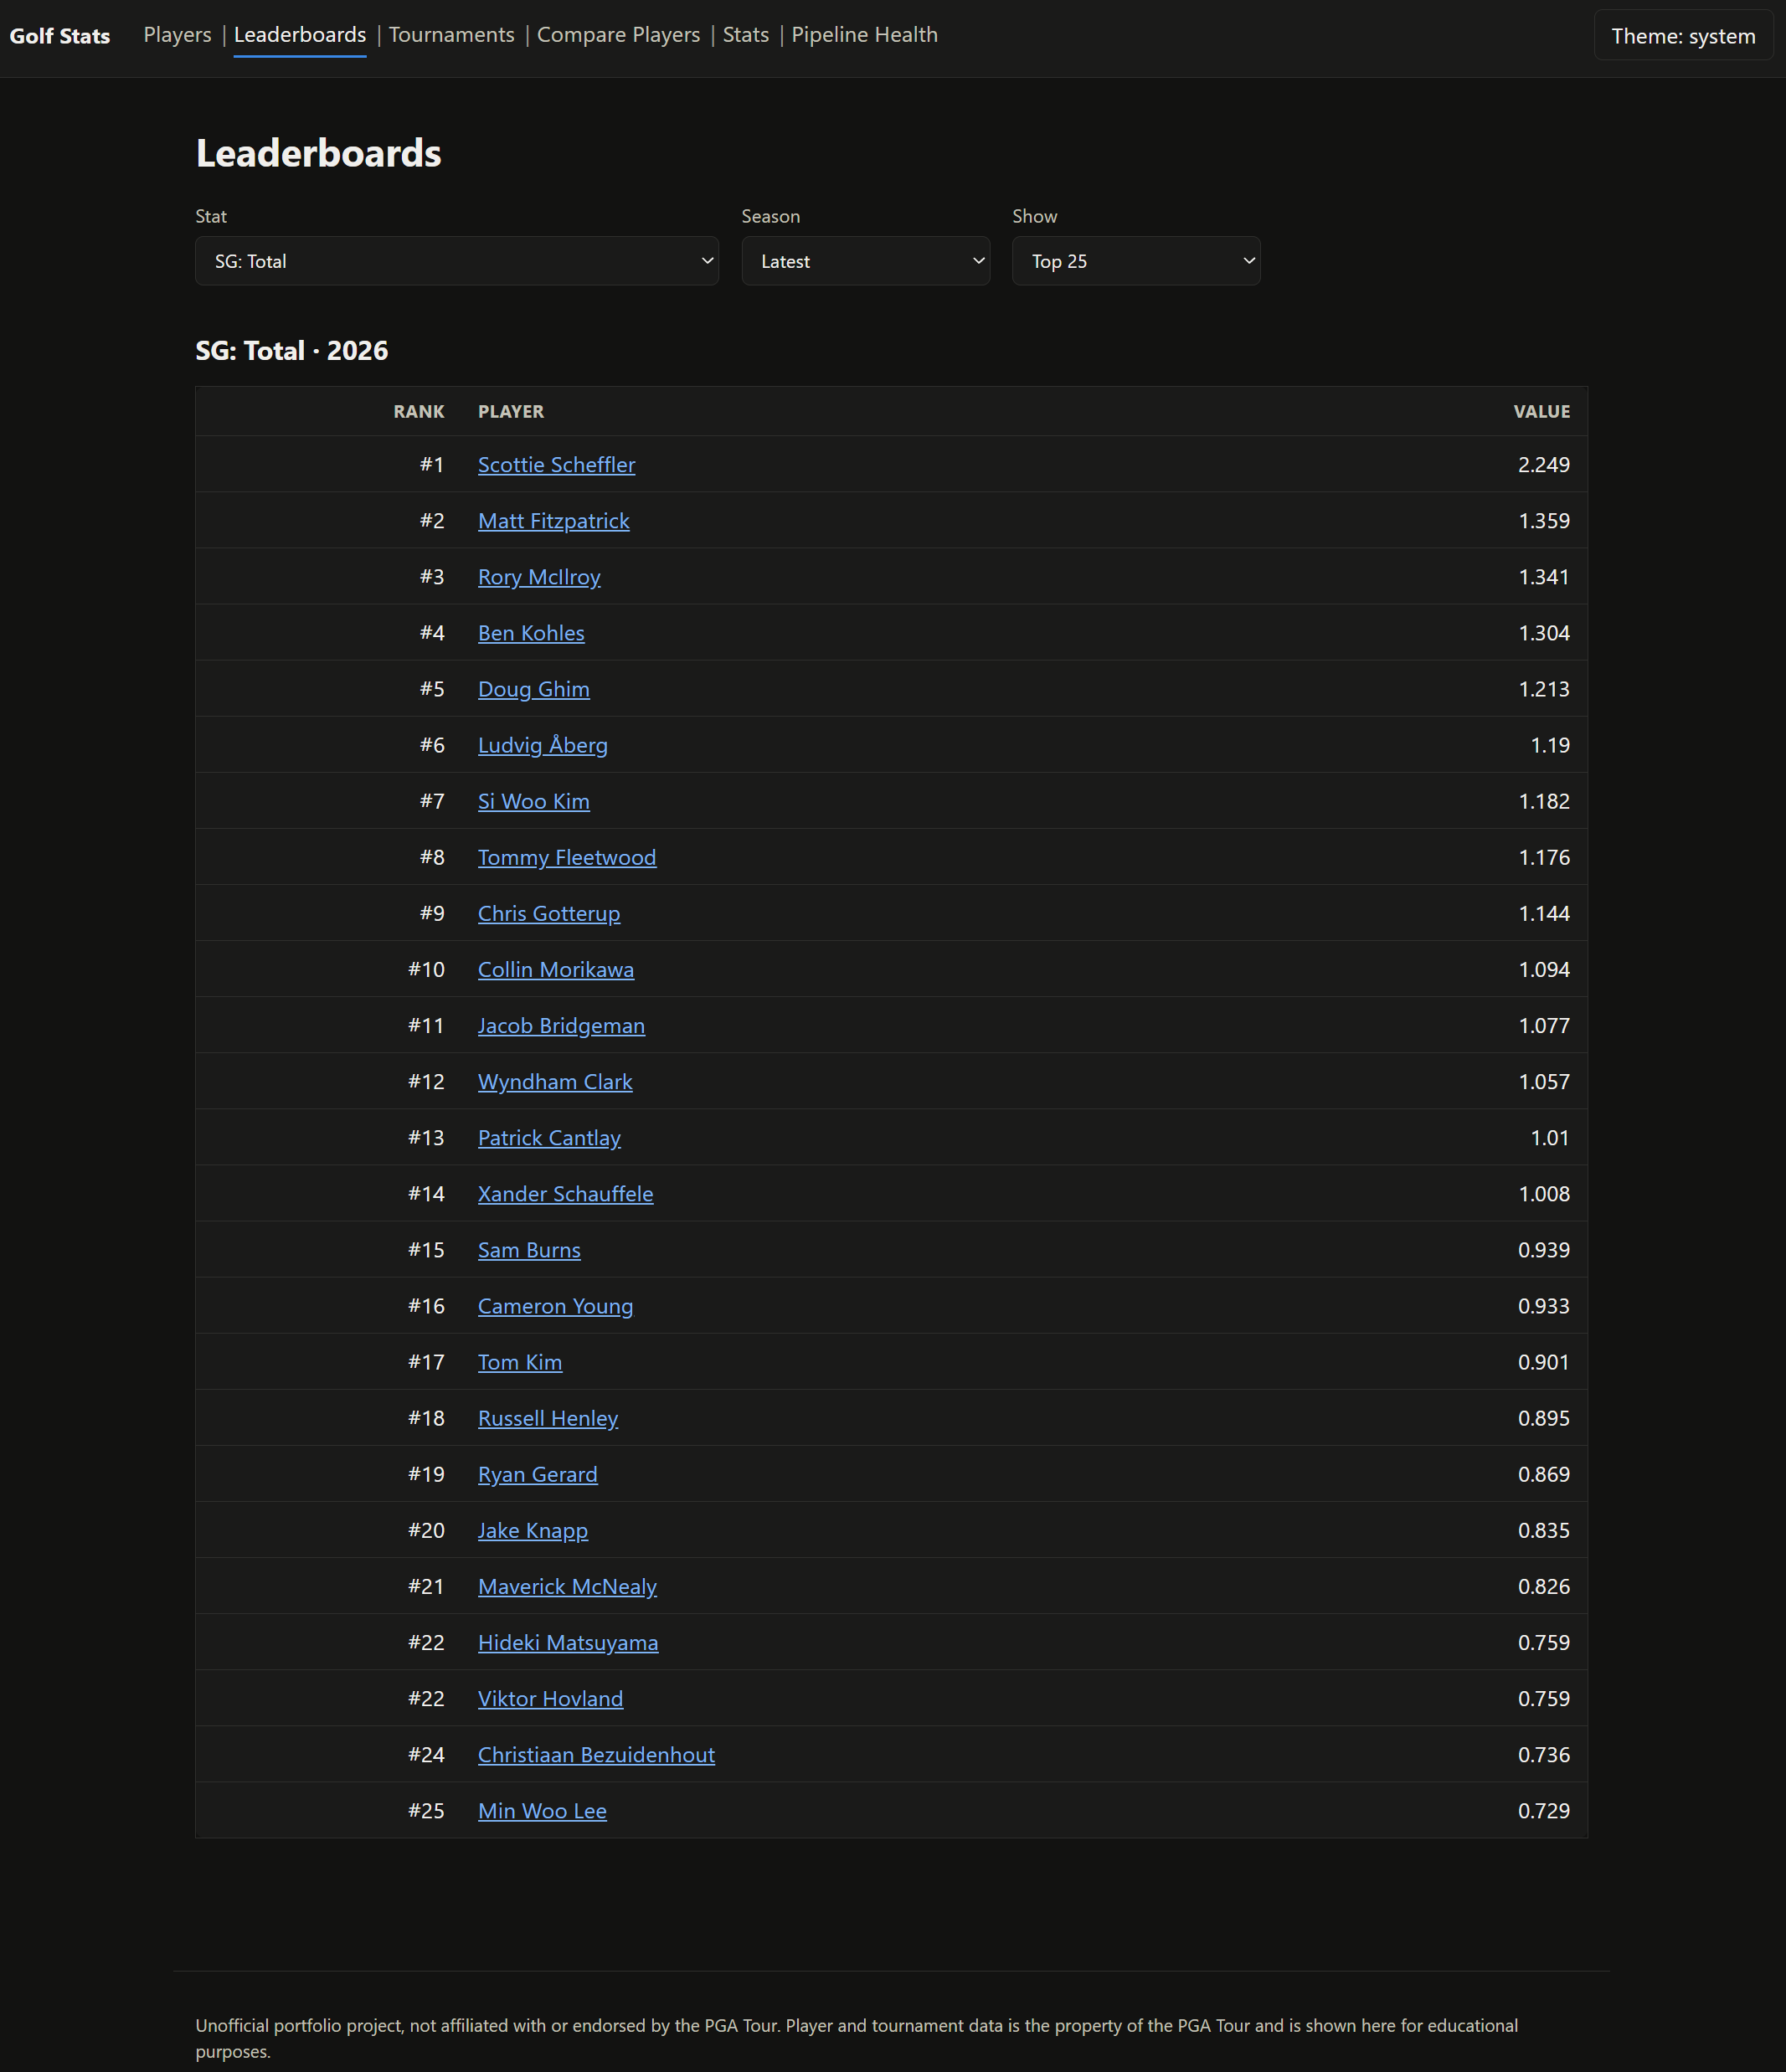 Golf Stats Players | Leaderboards | Tournaments | Compare Players | Stats | Pipeline Health Theme: system
Leaderboards
Stat Season Show
SG: Total Latest Top 25
SG: Total · 2026
RANK PLAYER VALUE
#1 Scottie Scheffler 2.249
#2 Matt Fitzpatrick 1.359
#3 Rory McIlroy 1.341
#4 Ben Kohles 1.304
#5 Doug Ghim 1.213
#6 Ludvig Åberg 1.19
#7 Si Woo Kim 1.182
#8 Tommy Fleetwood 1.176
#9 Chris Gotterup 1.144
#10 Collin Morikawa 1.094
#11 Jacob Bridgeman 1.077
#12 Wyndham Clark 1.057
#13 Patrick Cantlay 1.01
#14 Xander Schauffele 1.008
#15 Sam Burns 0.939
#16 Cameron Young 0.933
#17 Tom Kim 0.901
#18 Russell Henley 0.895
#19 Ryan Gerard 0.869
#20 Jake Knapp 0.835
#21 Maverick McNealy 0.826
#22 Hideki Matsuyama 0.759
#22 Viktor Hovland 0.759
#24 Christiaan Bezuidenhout 0.736
#25 Min Woo Lee 0.729
Unofficial portfolio project, not affiliated with or endorsed by the PGA Tour. Player and tournament data is the property of the PGA Tour and is shown here for educational
purposes.